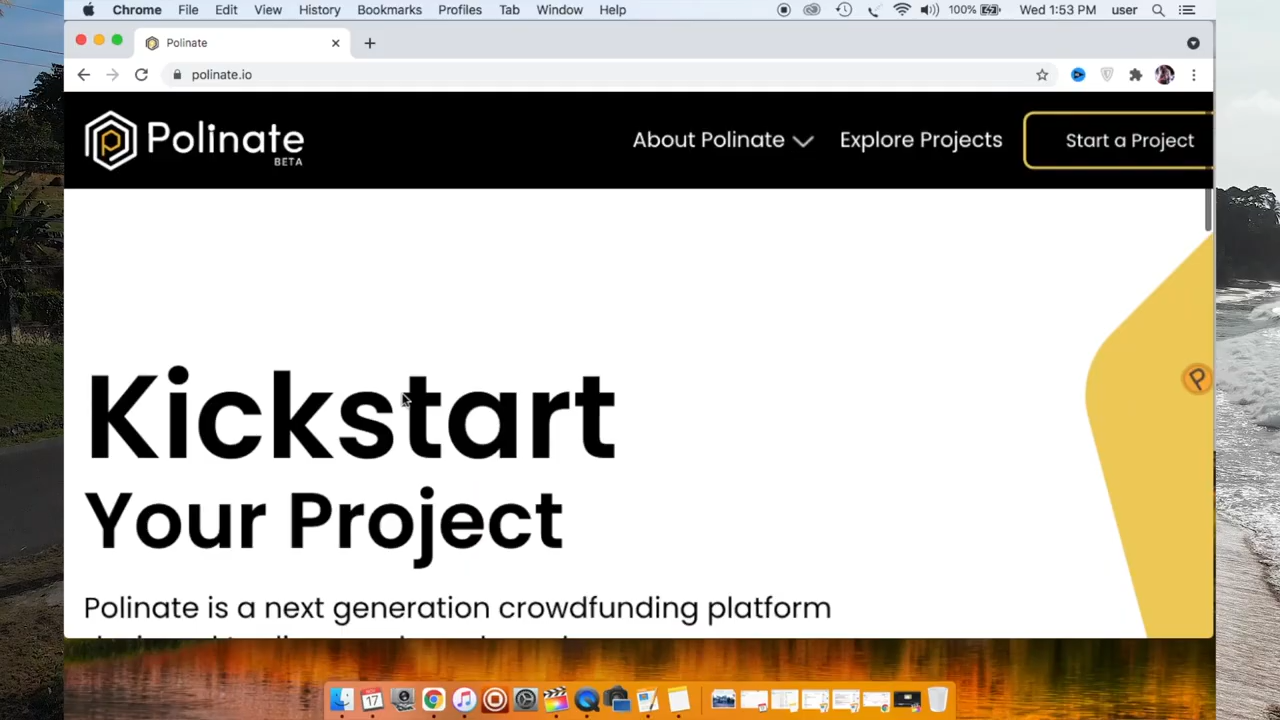 Chrome File Edit View History Bookmarks Profiles Tab Window Help 100% Wed 1:53 PM user
Polinate
polinate.io
Polinate
BETA
About Polinate Explore Projects Start a Project
P
Kickstart
Your Project
Polinate is a next generation crowdfunding platform
17